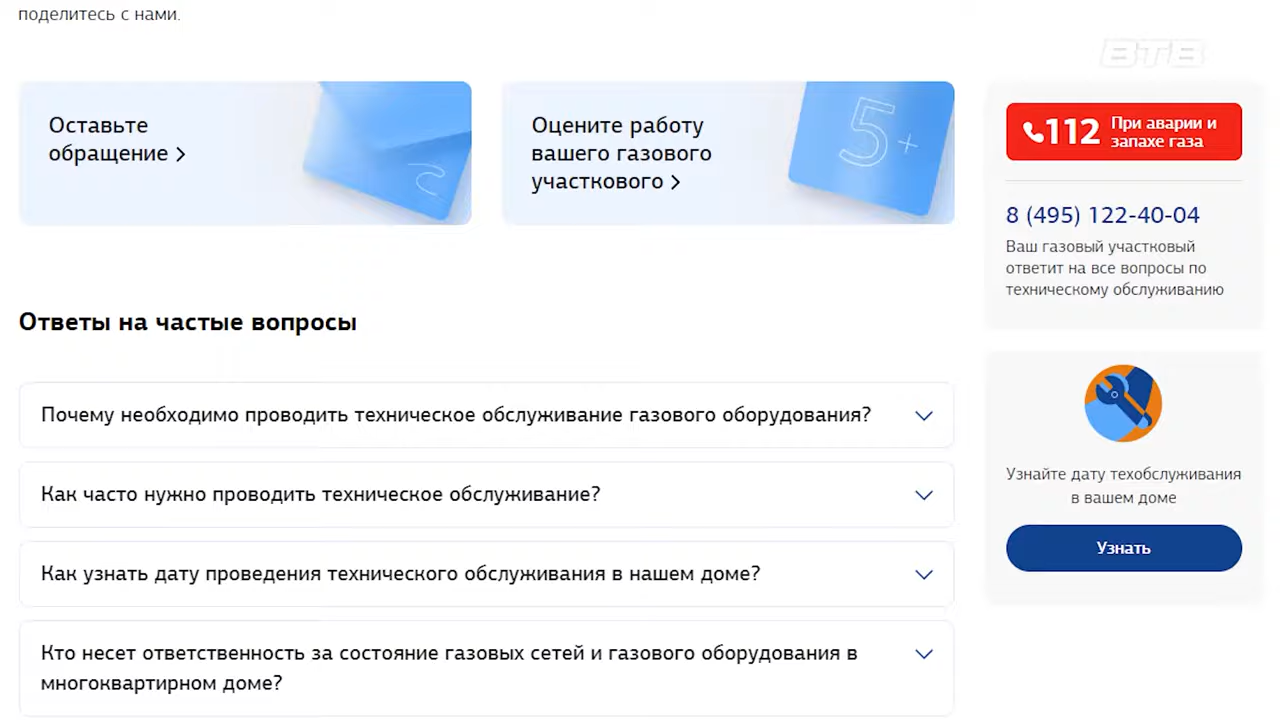 поделитесь с нами.
ВТВ
Оставьте
обращение
Оцените работу
вашего газового
участкового
5+
112 При аварии и
запахе газа
8 (495) 122-40-04
Ваш газовый участковый
ответит на все вопросы по
техническому обслуживанию
Ответы на частые вопросы
Почему необходимо проводить техническое обслуживание газового оборудования?
Как часто нужно проводить техническое обслуживание?
Как узнать дату проведения технического обслуживания в нашем доме?
Кто несет ответственность за состояние газовых сетей и газового оборудования в
многоквартирном доме?
Узнайте дату техобслуживания
в вашем доме
Узнать